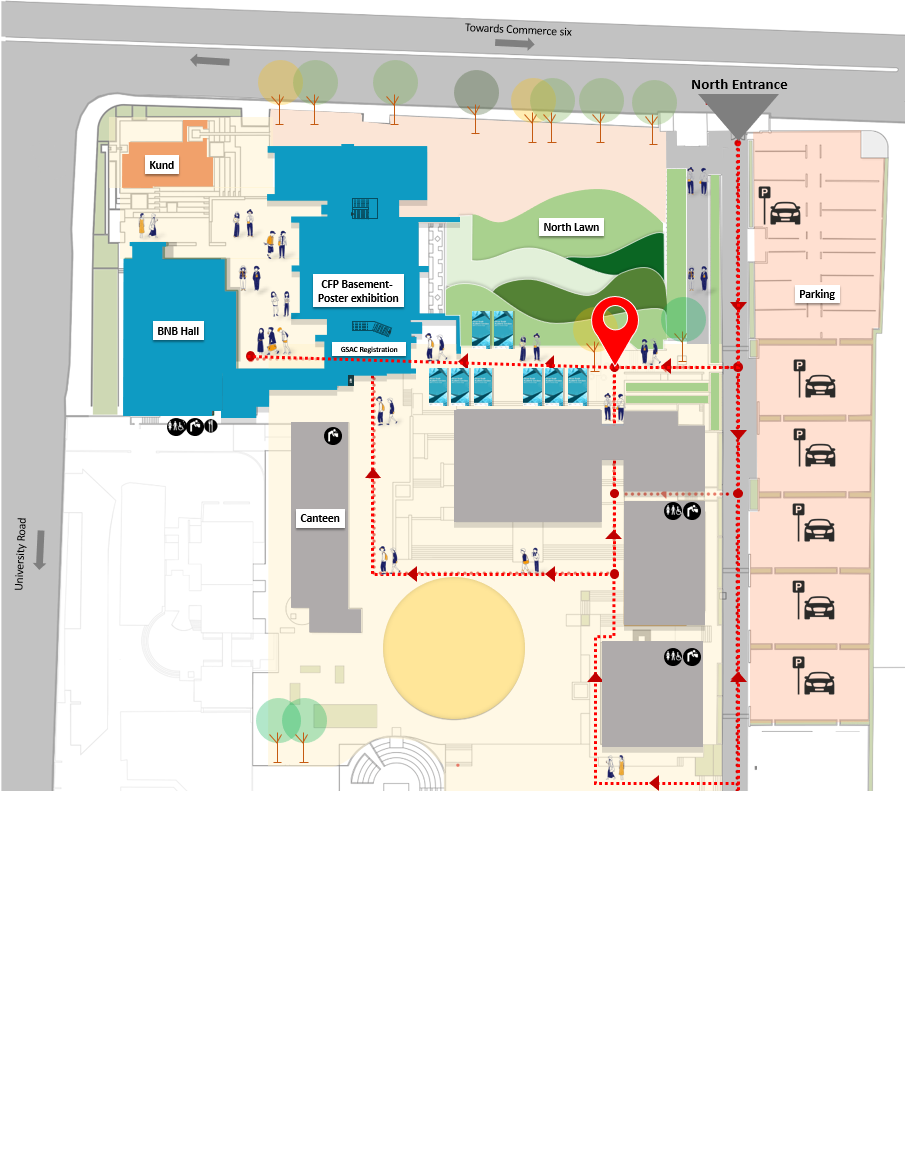 Towards Commerce six
North Entrance
Kund
P
North Lawn
CFP Basement-
Poster exhibition
Parking
BNB Hall
GSAC Registration
P
P
Canteen
P
University Road
P
P